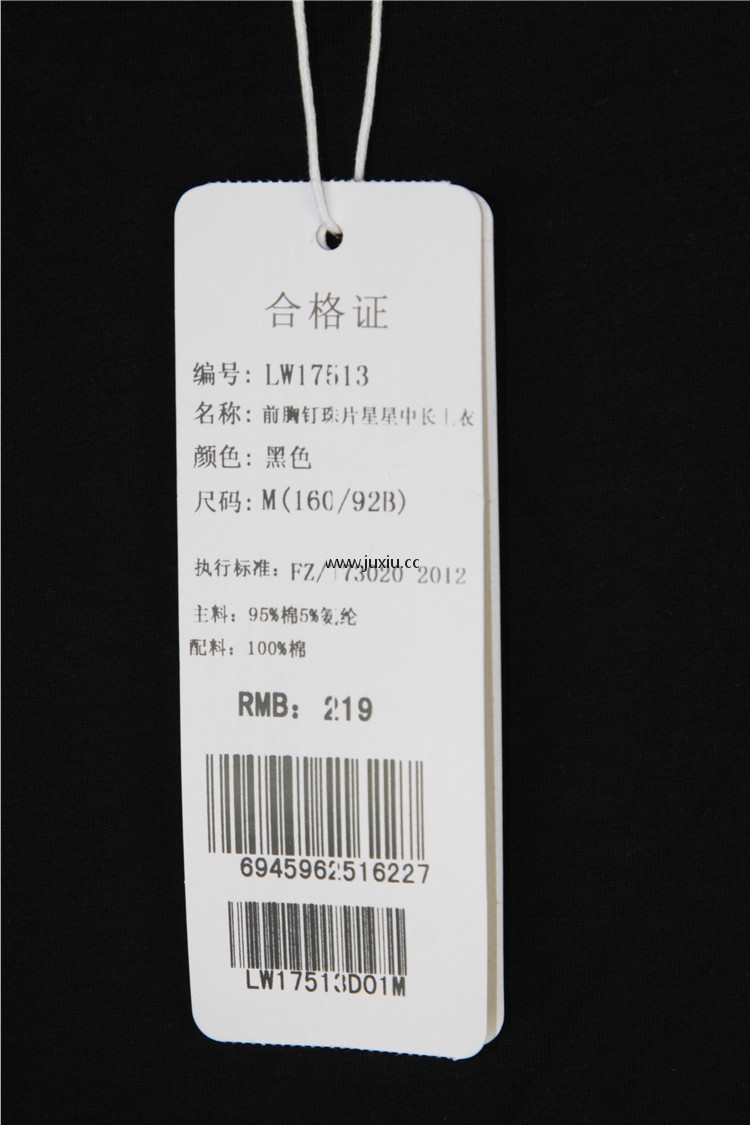 合格证
编号: LW17513
名称: 前胸钉珠片星星中长上衣
颜色: 黑色
尺码: M(160/92B)
www.juxiu.cc
执行标准: FZ/T73020 2012
主料: 95%棉5%氨纶
配料: 100%棉
RMB: 219
6945962516227
LW17513D01M